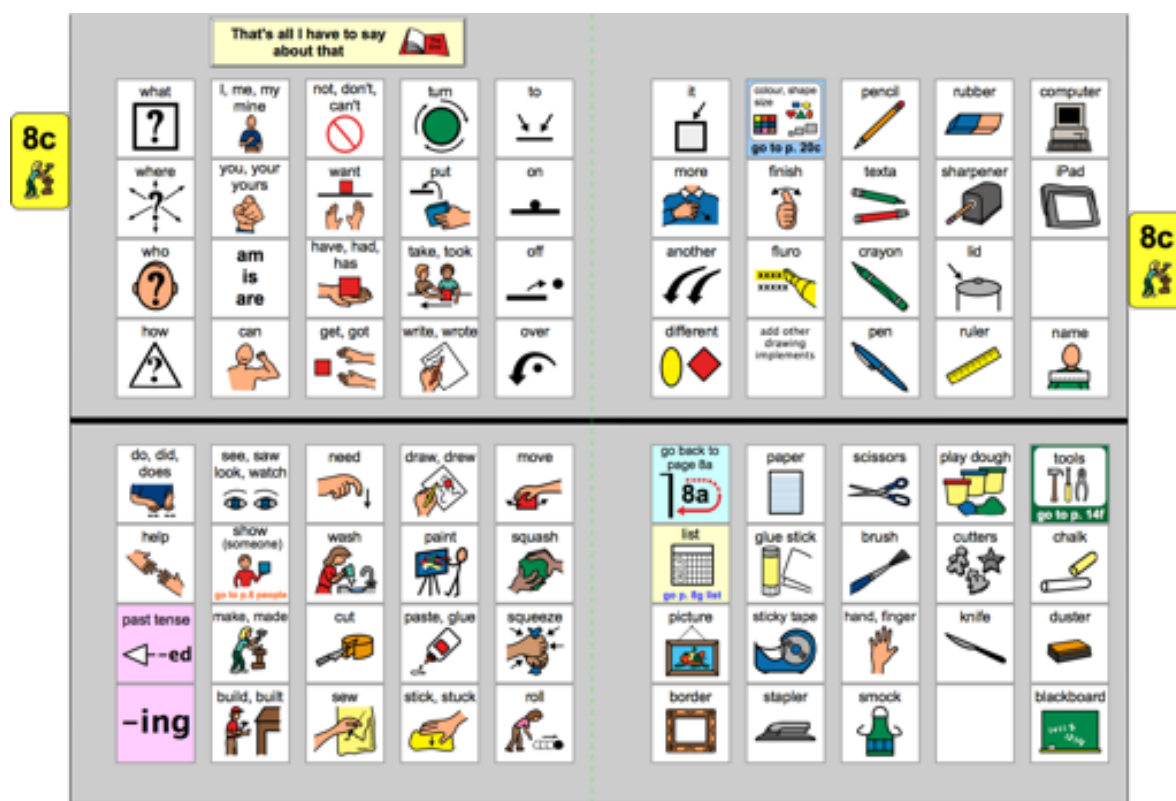 That's all I have to say
about that
8c
what
I, me, my
mine
not, don't,
can't
turn
to
it
colour, shape
size
go to p. 20c
pencil
rubber
computer
where
you, your
yours
want
put
on
more
finish
texta
sharpener
iPad
8c
who
am
is
are
have, had,
has
take, took
off
another
fluro
xxxxx
xxxxx
crayon
lid
how
can
get, got
write, wrote
over
different
add other
drawing
implements
pen
ruler
name
do, did,
does
see, saw
look, watch
need
draw, drew
move
go back to
page 8a
8a
paper
scissors
play dough
tools
go to p. 14f
help
show
(someone)
go to p.6 people
wash
paint
squash
list
go p. 8g list
glue stick
brush
cutters
chalk
past tense
--ed
make, made
cut
paste, glue
squeeze
picture
sticky tape
hand, finger
knife
duster
-ing
build, built
sew
stick, stuck
roll
border
stapler
smock
blackboard